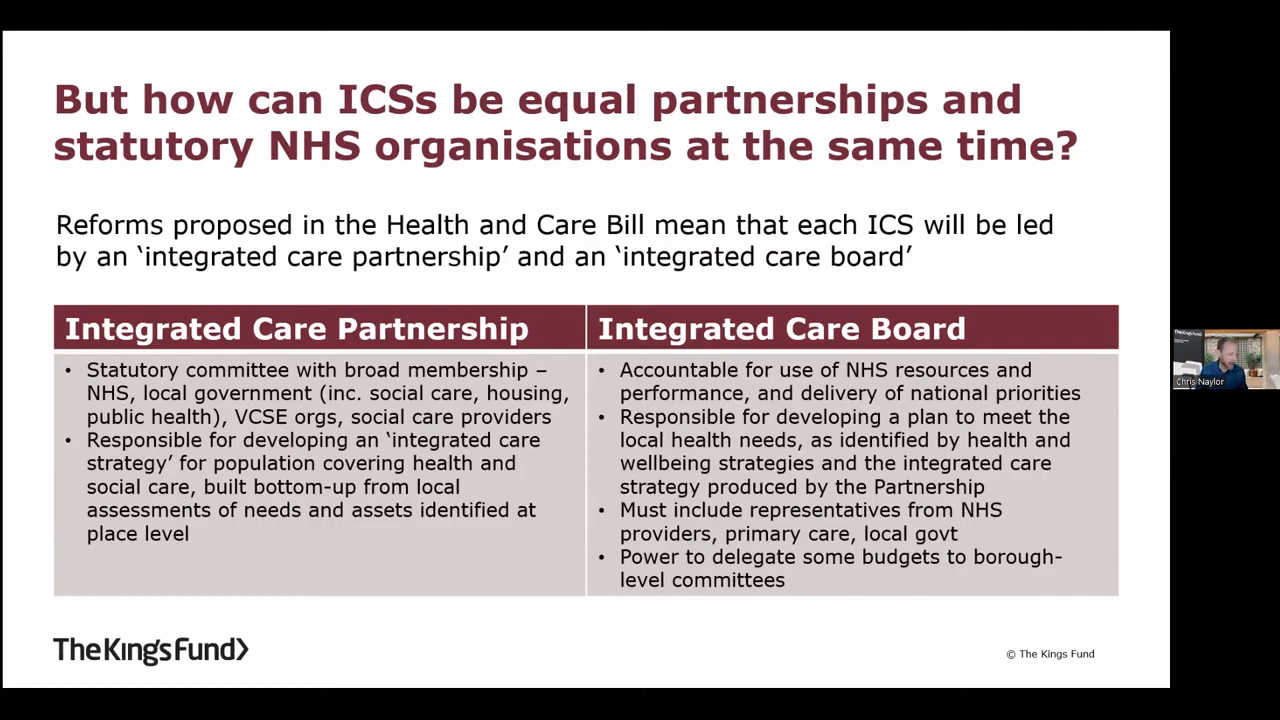 But how can ICSs be equal partnerships and
statutory NHS organisations at the same time?
Reforms proposed in the Health and Care Bill mean that each ICS will be led
by an ‘integrated care partnership’ and an ‘integrated care board’
Integrated Care Partnership
• Statutory committee with broad membership –
NHS, local government (inc. social care, housing,
public health), VCSE orgs, social care providers
• Responsible for developing an ‘integrated care
strategy’ for population covering health and
social care, built bottom-up from local
assessments of needs and assets identified at
place level
Integrated Care Board
• Accountable for use of NHS resources and
performance, and delivery of national priorities
• Responsible for developing a plan to meet the
local health needs, as identified by health and
wellbeing strategies and the integrated care
strategy produced by the Partnership
• Must include representatives from NHS
providers, primary care, local govt
• Power to delegate some budgets to borough-
level committees
TheKingsFund
© The Kings Fund
TheKingsFund
Chris Naylor